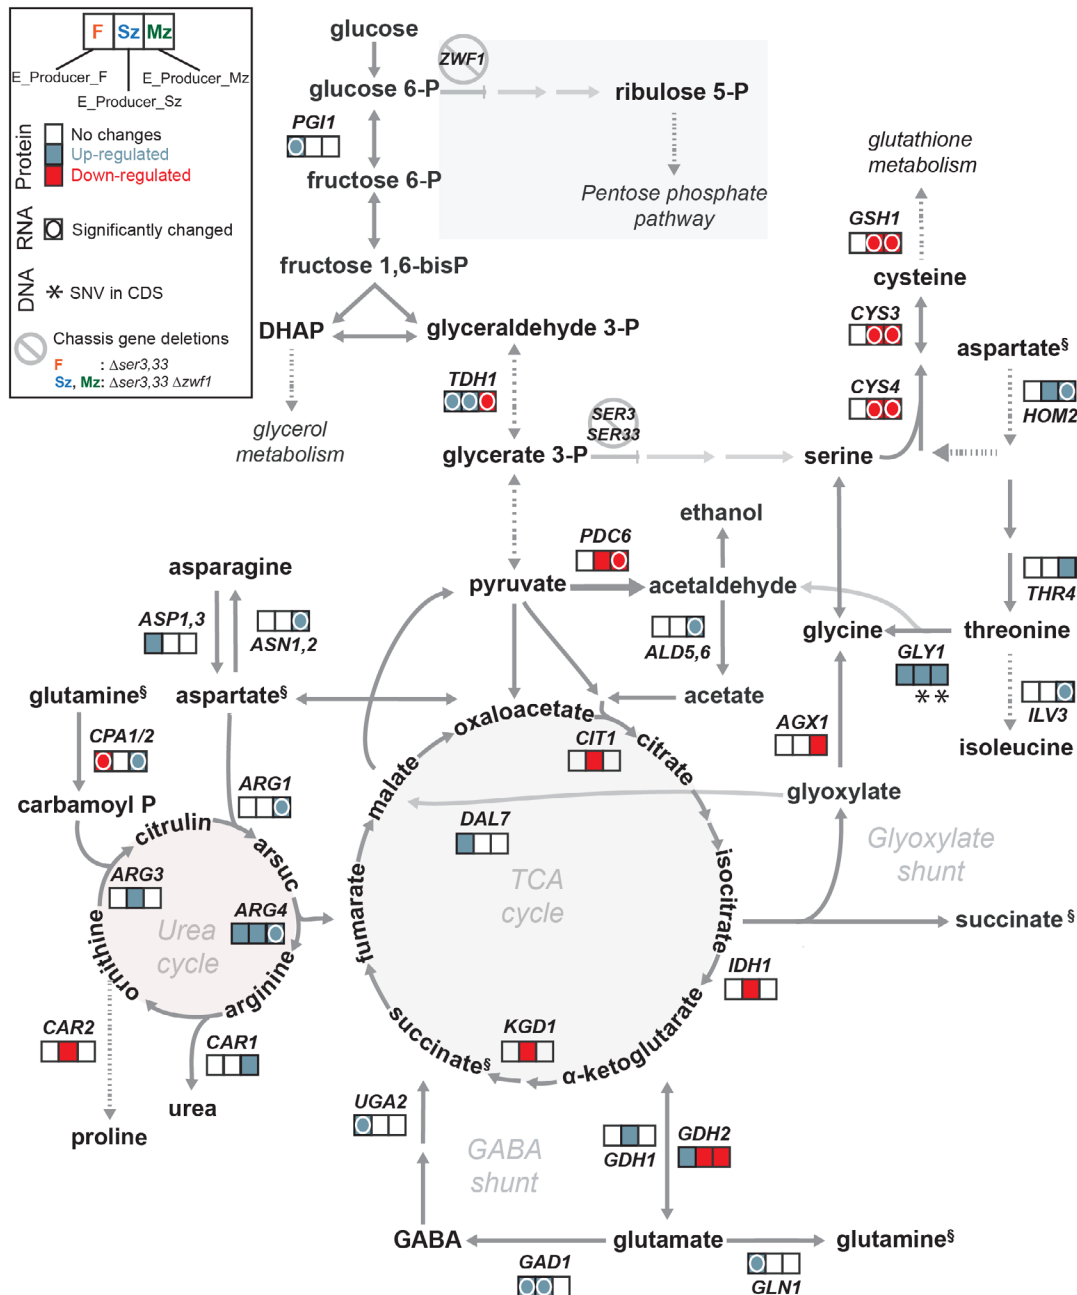 F Sz Mz
E_Producer_F E_Producer_Mz
E_Producer_Sz
Protein
No changes
Up-regulated
Down-regulated
RNA
Significantly changed
DNA
* SNV in CDS
Chassis gene deletions
F : Δser3,33
Sz, Mz: Δser3,33 Δzwf1
glucose
ZWF1
glucose 6-P
ribulose 5-P
PGI1
fructose 6-P
Pentose phosphate
pathway
fructose 1,6-bisP
DHAP
glyceraldehyde 3-P
glycerol
metabolism
TDH1
SER3
SER33
glycerate 3-P
serine
glutathione
metabolism
GSH1
cysteine
CYS3
CYS4
aspartate§
HOM2
THR4
threonine
ILV3
isoleucine
ethanol
PDC6
pyruvate
acetaldehyde
ALD5,6
acetate
glycine
GLY1
* *
AGX1
glyoxylate
Glyoxylate
shunt
asparagine
ASP1,3
ASN1,2
glutamine§
aspartate§
CPA1/2
carbamoyl P
ARG1
citrulin
arsuc
ARG3
ARG4
Urea
cycle
ornithine
arginine
CAR2
CAR1
urea
proline
oxaloacetate
CIT1
citrate
malate
DAL7
TCA
cycle
isocitrate
fumarate
succinate §
IDH1
KGD1
succinate§
α-ketoglutarate
UGA2
GABA
shunt
GDH1
GDH2
GABA
glutamate
glutamine§
GAD1
GLN1